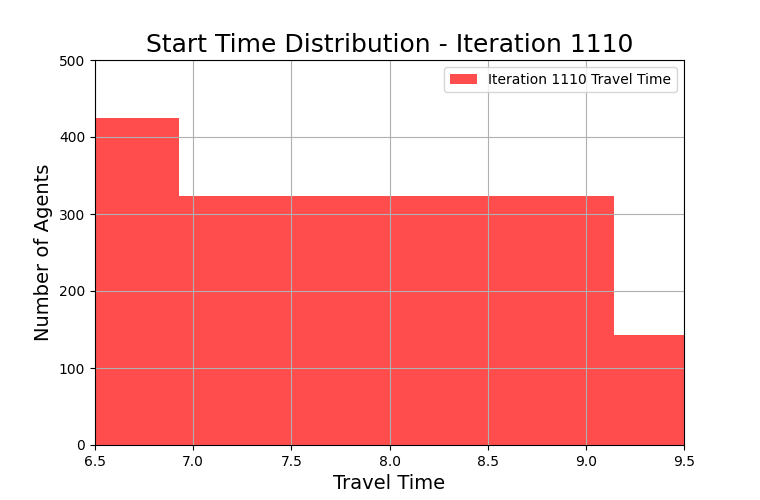 Start Time Distribution - Iteration 1110
Iteration 1110 Travel Time
Number of Agents
500
400
300
200
100
0
6.5 7.0 7.5 8.0 8.5 9.0 9.5
Travel Time